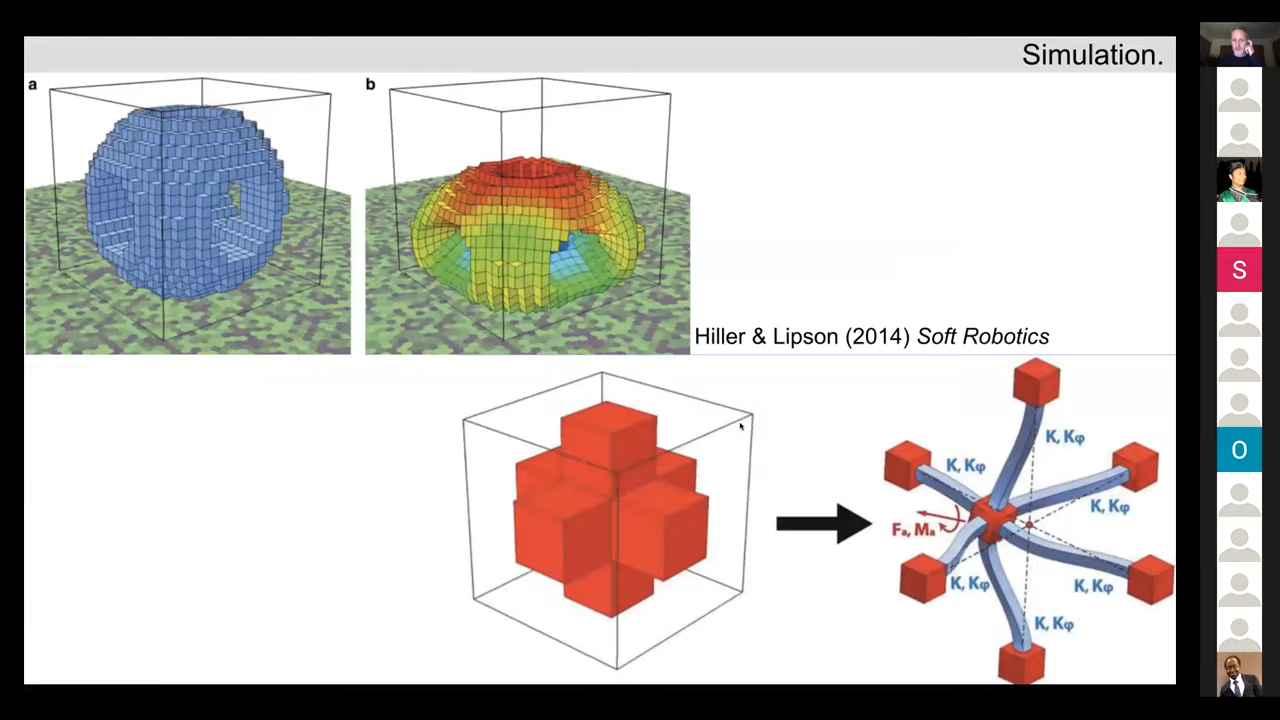 Simulation.
a
b
Hiller & Lipson (2014) Soft Robotics
K, Kφ
K, Kφ
K, Kφ
Fₐ, Mₐ
K, Kφ
K, Kφ
K, Kφ
S
O